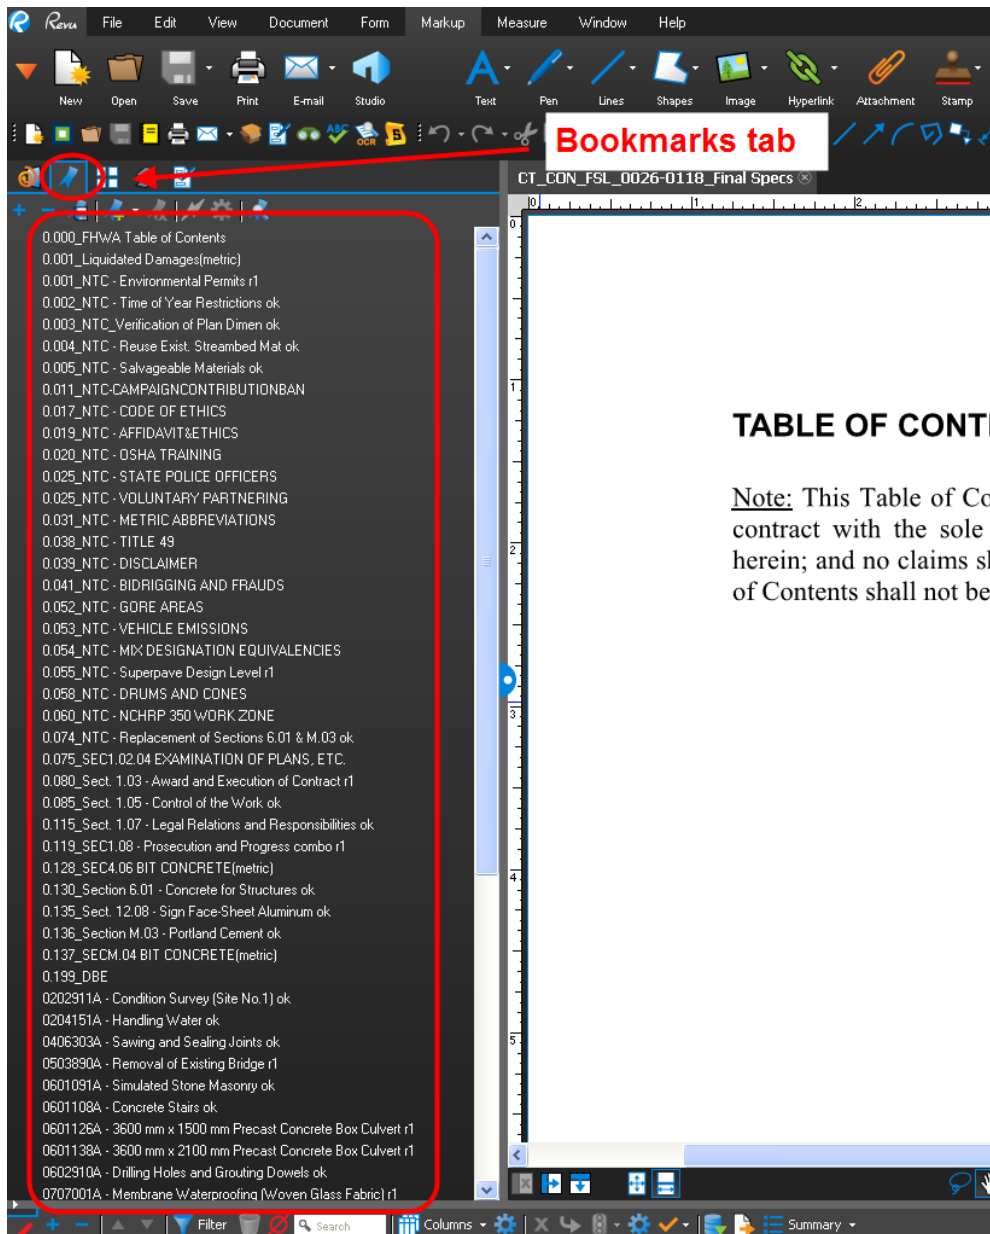 Revu File Edit View Document Form Markup Measure Window Help
New Open Save Print E-mail Studio Text Pen Lines Shapes Image Hyperlink Attachment Stamp
ABC OCR
Bookmarks tab
CT_CON_FSL_0026-0118_Final Specs
0 1 2
0.000_FHWA Table of Contents
0.001_Liquidated Damages(metric)
0.001_NTC - Environmental Permits r1
0.002_NTC - Time of Year Restrictions ok
0.003_NTC_Verification of Plan Dimen ok
0.004_NTC - Reuse Exist. Streambed Mat ok
0.005_NTC - Salvageable Materials ok
0.011_NTC-CAMPAIGNCONTRIBUTIONBAN
0.017_NTC - CODE OF ETHICS
0.019_NTC - AFFIDAVIT&ETHICS
0.020_NTC - OSHA TRAINING
0.025_NTC - STATE POLICE OFFICERS
0.025_NTC - VOLUNTARY PARTNERING
0.031_NTC - METRIC ABBREVIATIONS
0.038_NTC - TITLE 49
0.039_NTC - DISCLAIMER
0.041_NTC - BIDRIGGING AND FRAUDS
0.052_NTC - GORE AREAS
0.053_NTC - VEHICLE EMISSIONS
0.054_NTC - MIX DESIGNATION EQUIVALENCIES
0.055_NTC - Superpave Design Level r1
0.058_NTC - DRUMS AND CONES
0.060_NTC - NCHRP 350 WORK ZONE
0.074_NTC - Replacement of Sections 6.01 & M.03 ok
0.075_SEC1.02.04 EXAMINATION OF PLANS, ETC.
0.080_Sect. 1.03 - Award and Execution of Contract r1
0.085_Sect. 1.05 - Control of the Work ok
0.115_Sect. 1.07 - Legal Relations and Responsibilities ok
0.119_SEC1.08 - Prosecution and Progress combo r1
0.128_SEC4.06 BIT CONCRETE(metric)
0.130_Section 6.01 - Concrete for Structures ok
0.135_Sect. 12.08 - Sign Face-Sheet Aluminum ok
0.136_Section M.03 - Portland Cement ok
0.137_SECM.04 BIT CONCRETE(metric)
0.199_DBE
0202911A - Condition Survey (Site No.1) ok
0204151A - Handling Water ok
0406303A - Sawing and Sealing Joints ok
0503890A - Removal of Existing Bridge r1
0601091A - Simulated Stone Masonry ok
0601108A - Concrete Stairs ok
0601126A - 3600 mm x 1500 mm Precast Concrete Box Culvert r1
0601138A - 3600 mm x 2100 mm Precast Concrete Box Culvert r1
0602910A - Drilling Holes and Grouting Dowels ok
0707001A - Membrane Waterproofing (Woven Glass Fabric) r1
0
1
2
3
4
5
TABLE OF CONT
Note: This Table of Co
contract with the sole
herein; and no claims s
of Contents shall not be
Filter Search Columns Summary